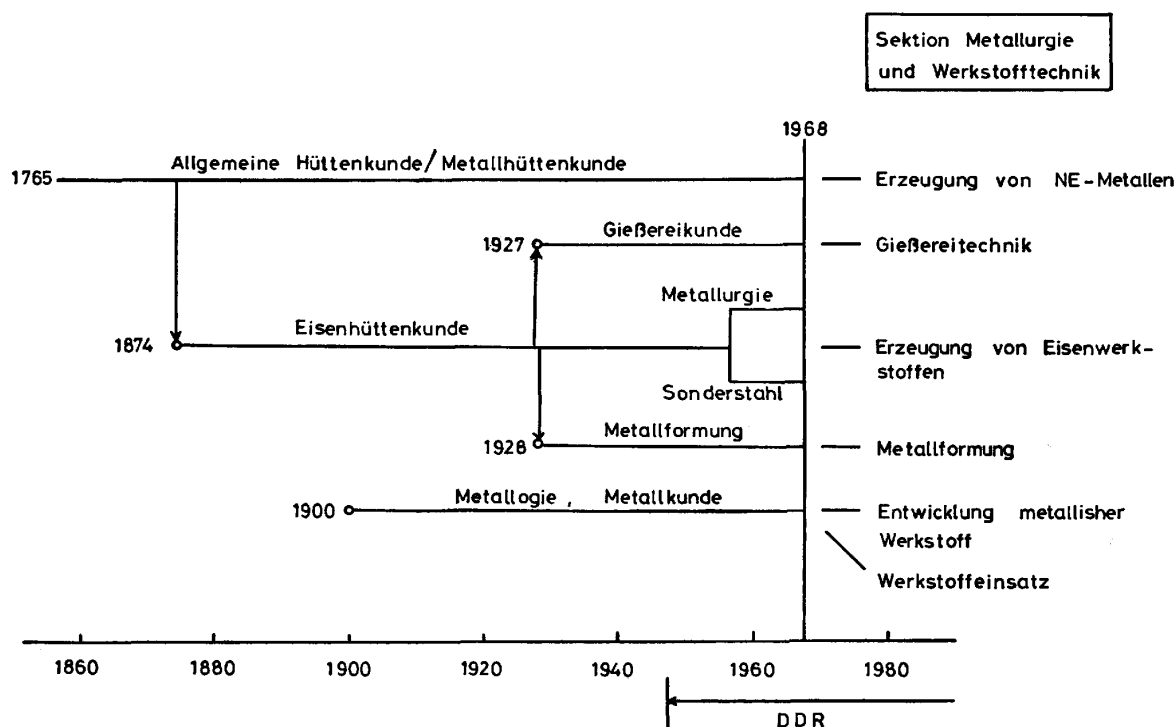 Sektion Metallurgie
und Werkstofftechnik
1968
Allgemeine Hüttenkunde/Metallhüttenkunde
1765
Erzeugung von NE-Metallen
Gießereikunde
1927
Gießereitechnik
Metallurgie
Eisenhüttenkunde
1874
Erzeugung von Eisenwerk-
stoffen
Sonderstahl
Metallformung
1928
Metallformung
Metallogie, Metallkunde
1900
Entwicklung metallisher
Werkstoff
Werkstoffeinsatz
1860 1880 1900 1920 1940 1960 1980
DDR